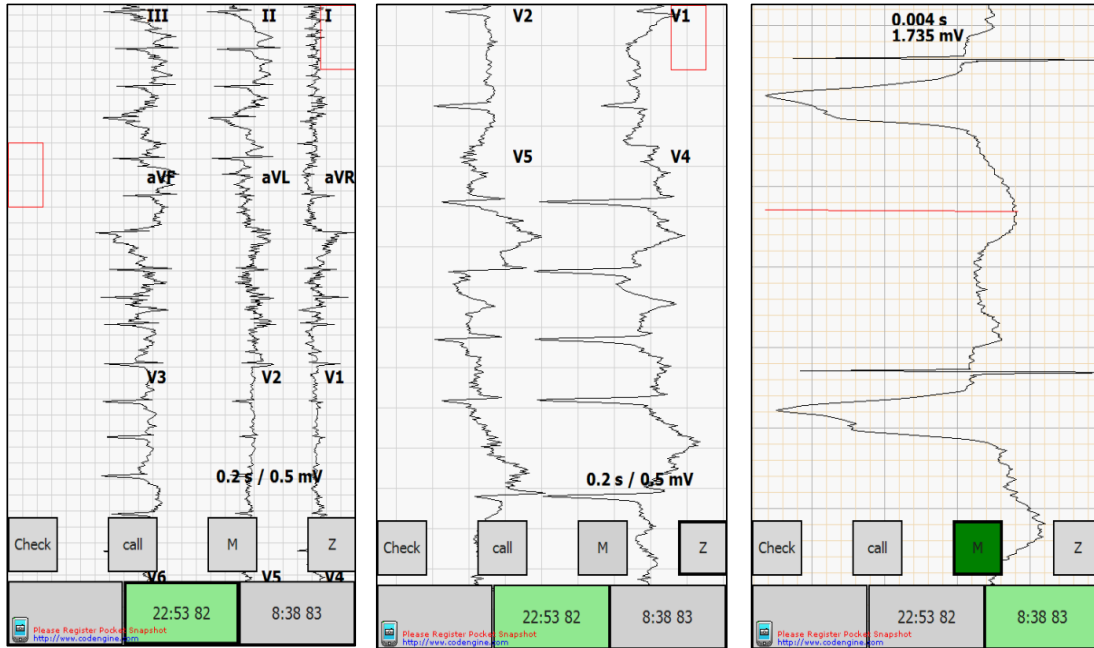 III II I
aVF aVL aVR
V3 V2 V1
0.2 s / 0.5 mV
Check call M Z
V6 V5 V4
22:53 82 8:38 83
Please Register Pocket Snapshot
http://www.codengine.com
V2 V1
V5 V4
0.2 s / 0.5 mV
Check call M Z
22:53 82 8:38 83
Please Register Pocket Snapshot
http://www.codengine.com
0.004 s
1.735 mV
Check call M Z
22:53 82 8:38 83
Please Register Pocket Snapshot
http://www.codengine.com